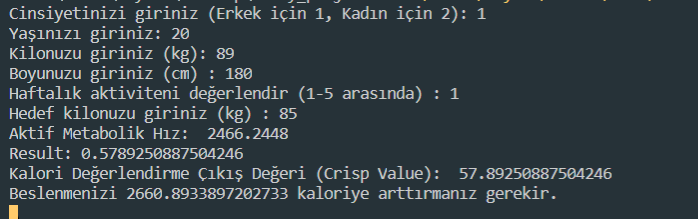 Cinsiyetinizi giriniz (Erkek için 1, Kadın için 2): 1
Yaşınızı giriniz: 20
Kilonuzu giriniz (kg): 89
Boyunuzu giriniz (cm) : 180
Haftalık aktiviteni değerlendir (1-5 arasında) : 1
Hedef kilonuzu giriniz (kg) : 85
Aktif Metabolik Hız:  2466.2448
Result: 0.5789250887504246
Kalori Değerlendirme Çıkış Değeri (Crisp Value):  57.89250887504246
Beslenmenizi 2660.8933897202733 kaloriye arttırmanız gerekir.